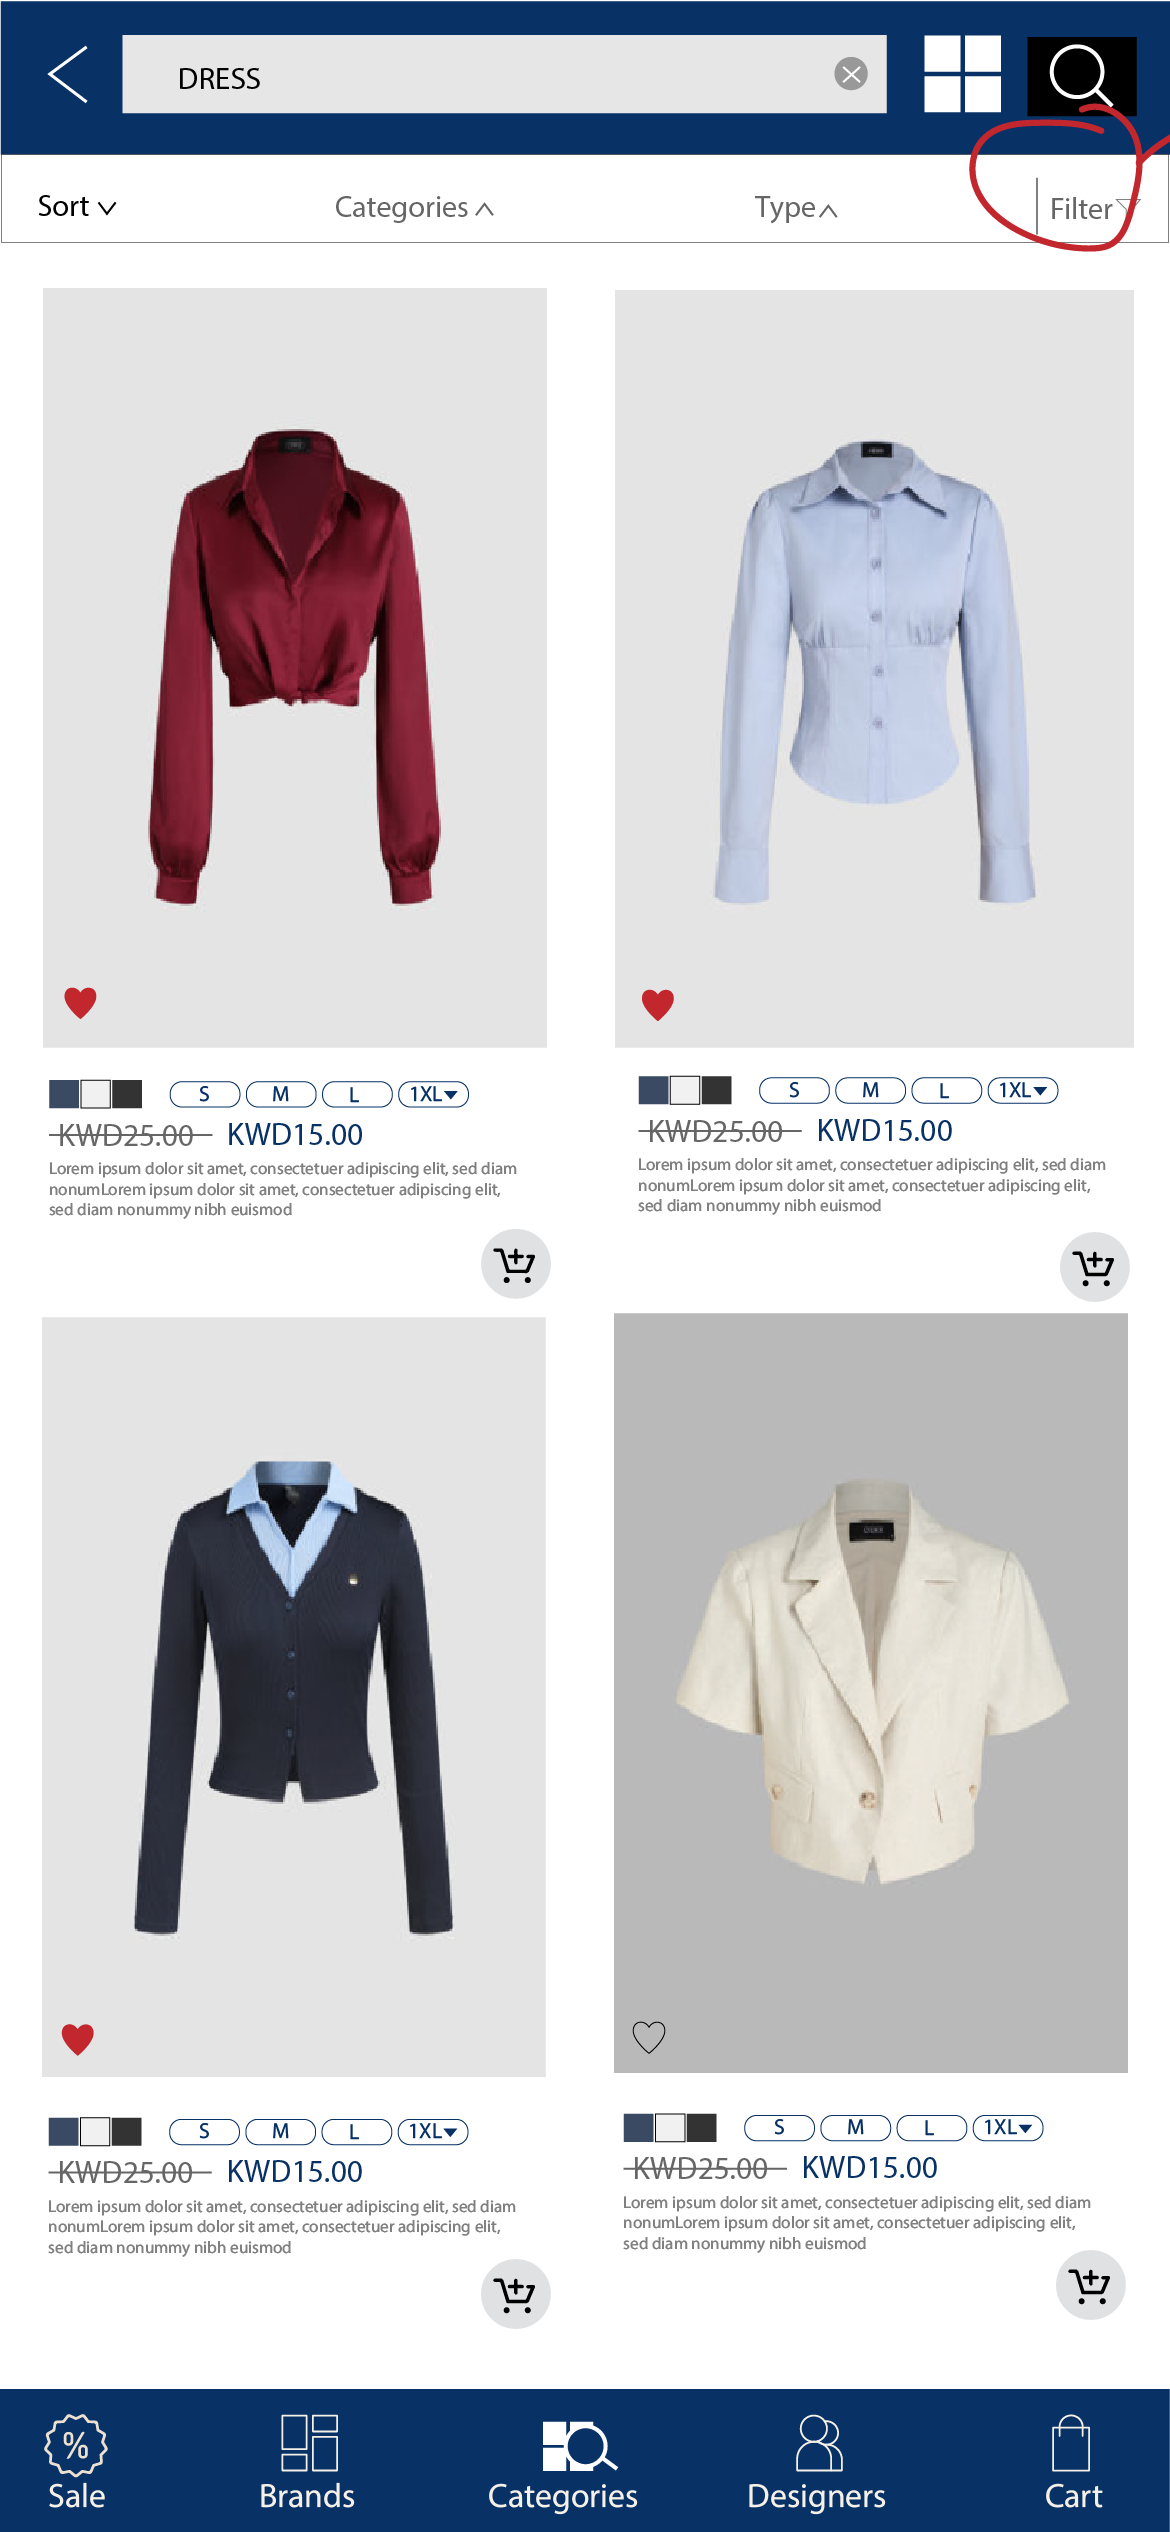 DRESS
Sort Categories Type Filter
S M L 1XL
KWD25.00 KWD15.00
Lorem ipsum dolor sit amet, consectetuer adipiscing elit, sed diam
nonumLorem ipsum dolor sit amet, consectetuer adipiscing elit,
sed diam nonummy nibh euismod
S M L 1XL
KWD25.00 KWD15.00
Lorem ipsum dolor sit amet, consectetuer adipiscing elit, sed diam
nonumLorem ipsum dolor sit amet, consectetuer adipiscing elit,
sed diam nonummy nibh euismod
S M L 1XL
KWD25.00 KWD15.00
Lorem ipsum dolor sit amet, consectetuer adipiscing elit, sed diam
nonumLorem ipsum dolor sit amet, consectetuer adipiscing elit,
sed diam nonummy nibh euismod
S M L 1XL
KWD25.00 KWD15.00
Lorem ipsum dolor sit amet, consectetuer adipiscing elit, sed diam
nonumLorem ipsum dolor sit amet, consectetuer adipiscing elit,
sed diam nonummy nibh euismod
%
Sale Brands Categories Designers Cart